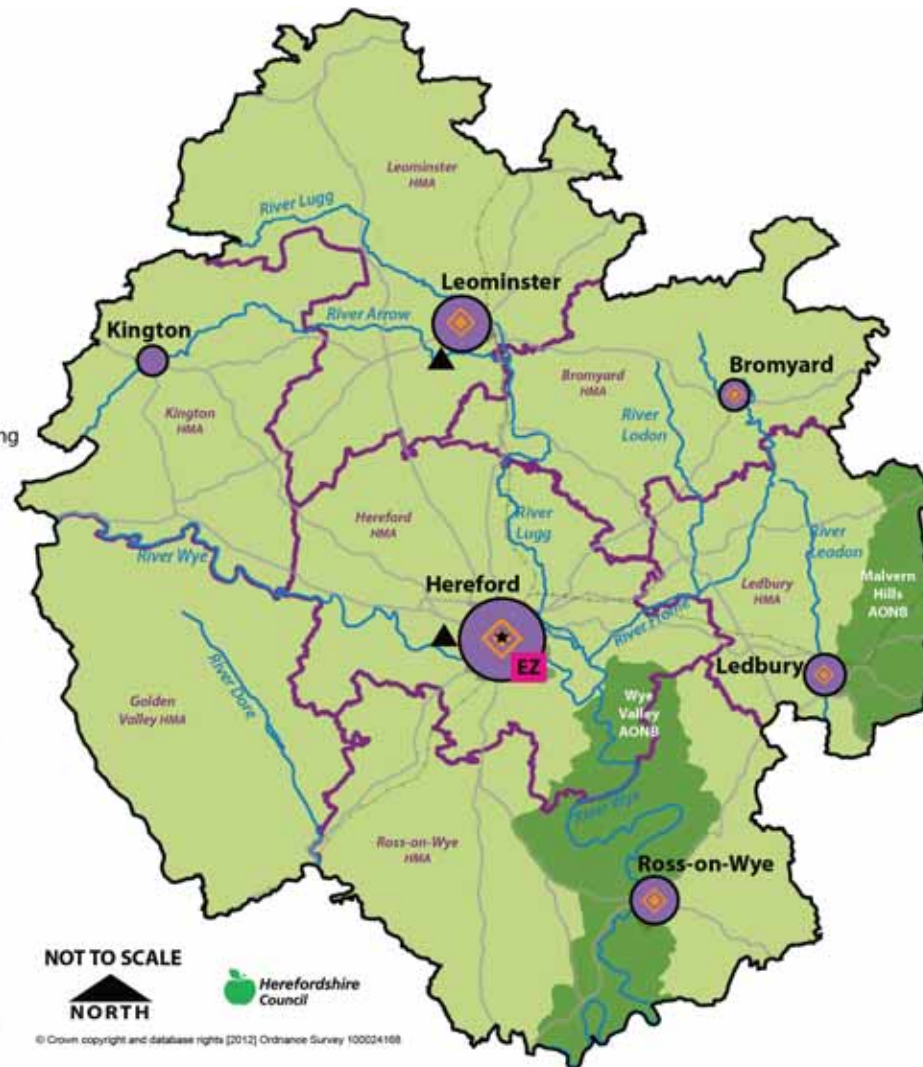 Leominster
HMA
River Lugg
Leominster
River Arrow
Kington
Bromyard
Bromyard
HMA
River
Lodon
Kington
HMA
ng
Hereford
HMA
River
Lugg
River
Leadon
River Wye
Malvern
Hills
AONB
Ledbury
HMA
Hereford
River Frome
EZ
Ledbury
Wye
Valley
AONB
River Dore
Golden
Valley HMA
River Wye
Ross-on-Wye
HMA
Ross-on-Wye
NOT TO SCALE
NORTH
Herefordshire
Council
© Crown copyright and database rights [2012] Ordnance Survey 100024168